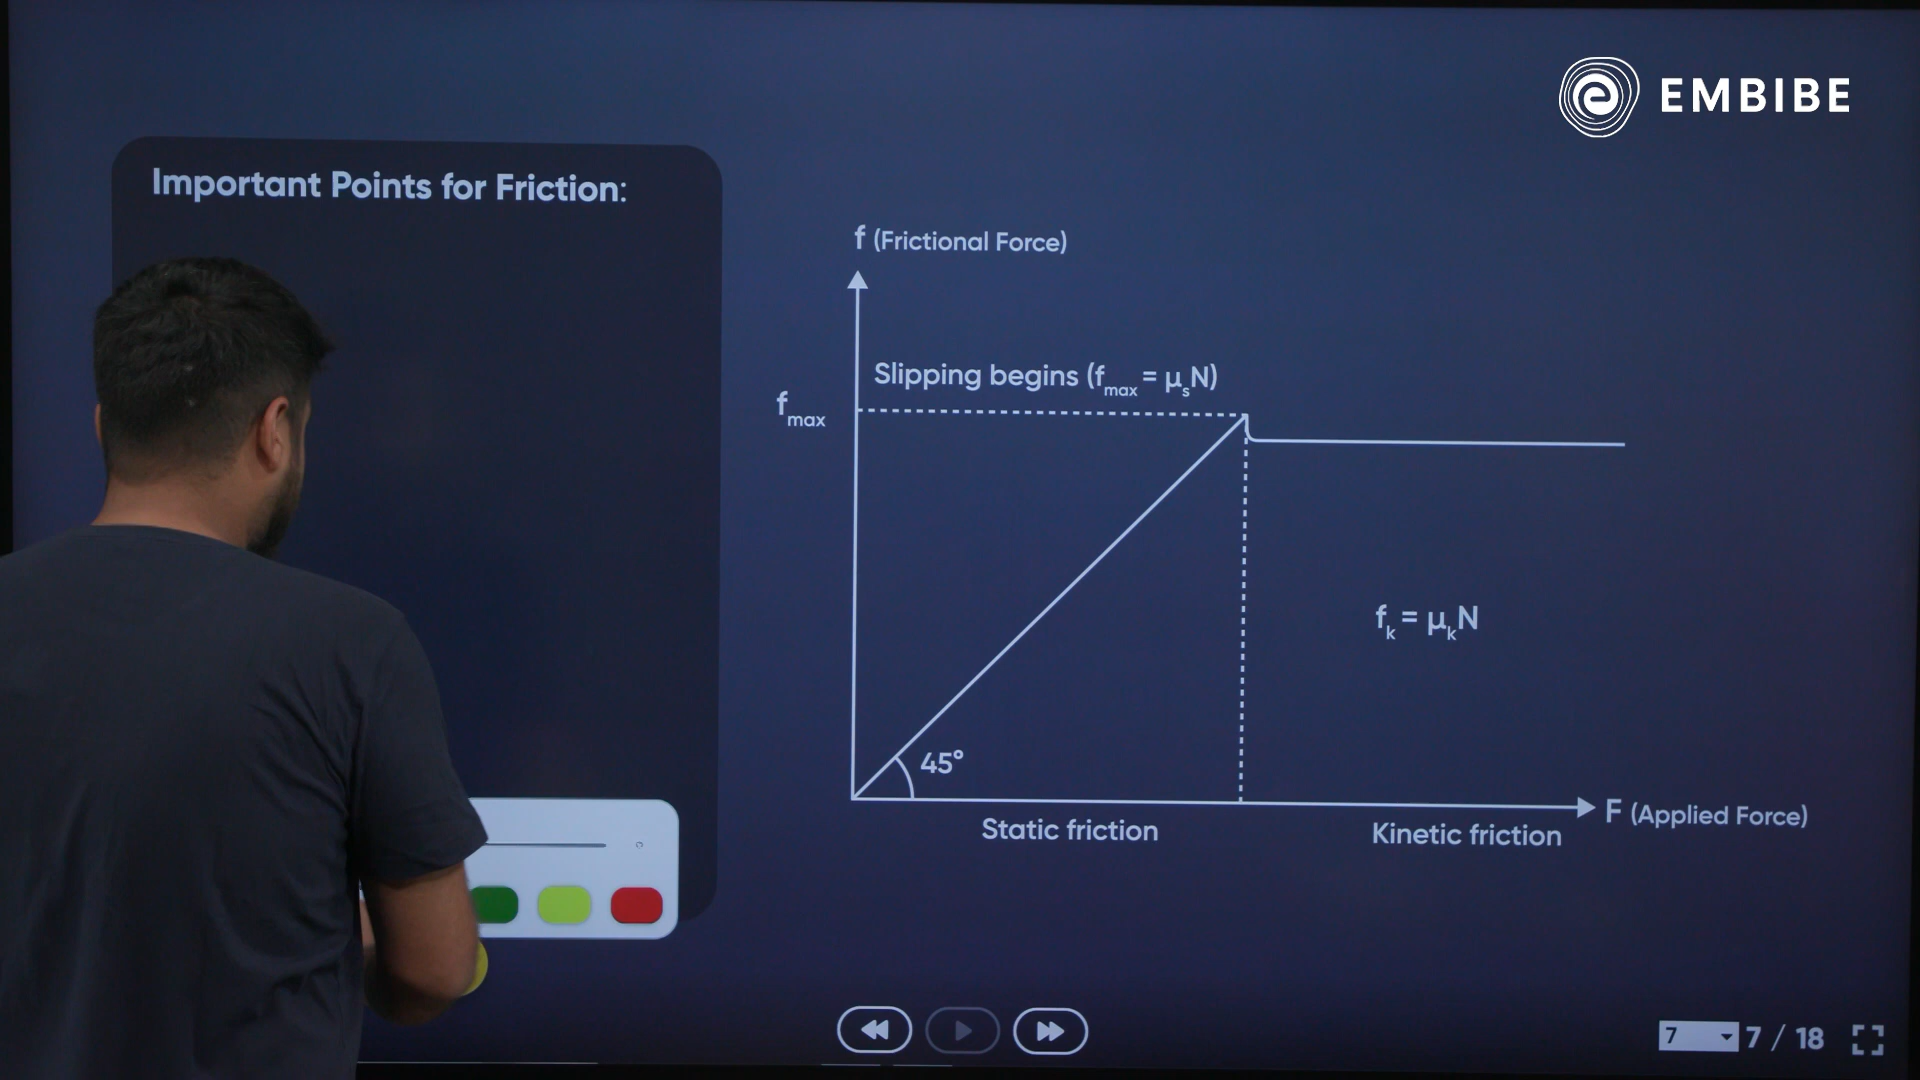 EMBIBE
Important Points for Friction:
f (Frictional Force)
Slipping begins (fmax = μsN)
fmax
fk = μkN
45°
F (Applied Force)
Static friction
Kinetic friction
7
7 / 18